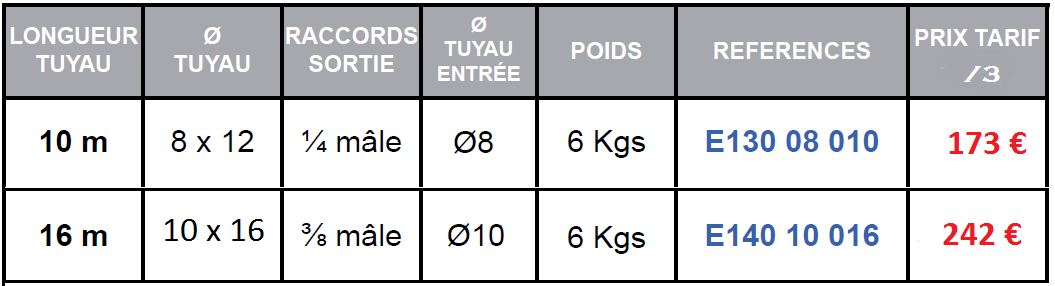 LONGUEUR TUYAU Ø TUYAU RACCORDS SORTIE Ø TUYAU ENTRÉE POIDS REFERENCES PRIX TARIF /3
10 m 8 x 12 ¼ mâle Ø8 6 Kgs E130 08 010 173 €
16 m 10 x 16 ⅜ mâle Ø10 6 Kgs E140 10 016 242 €